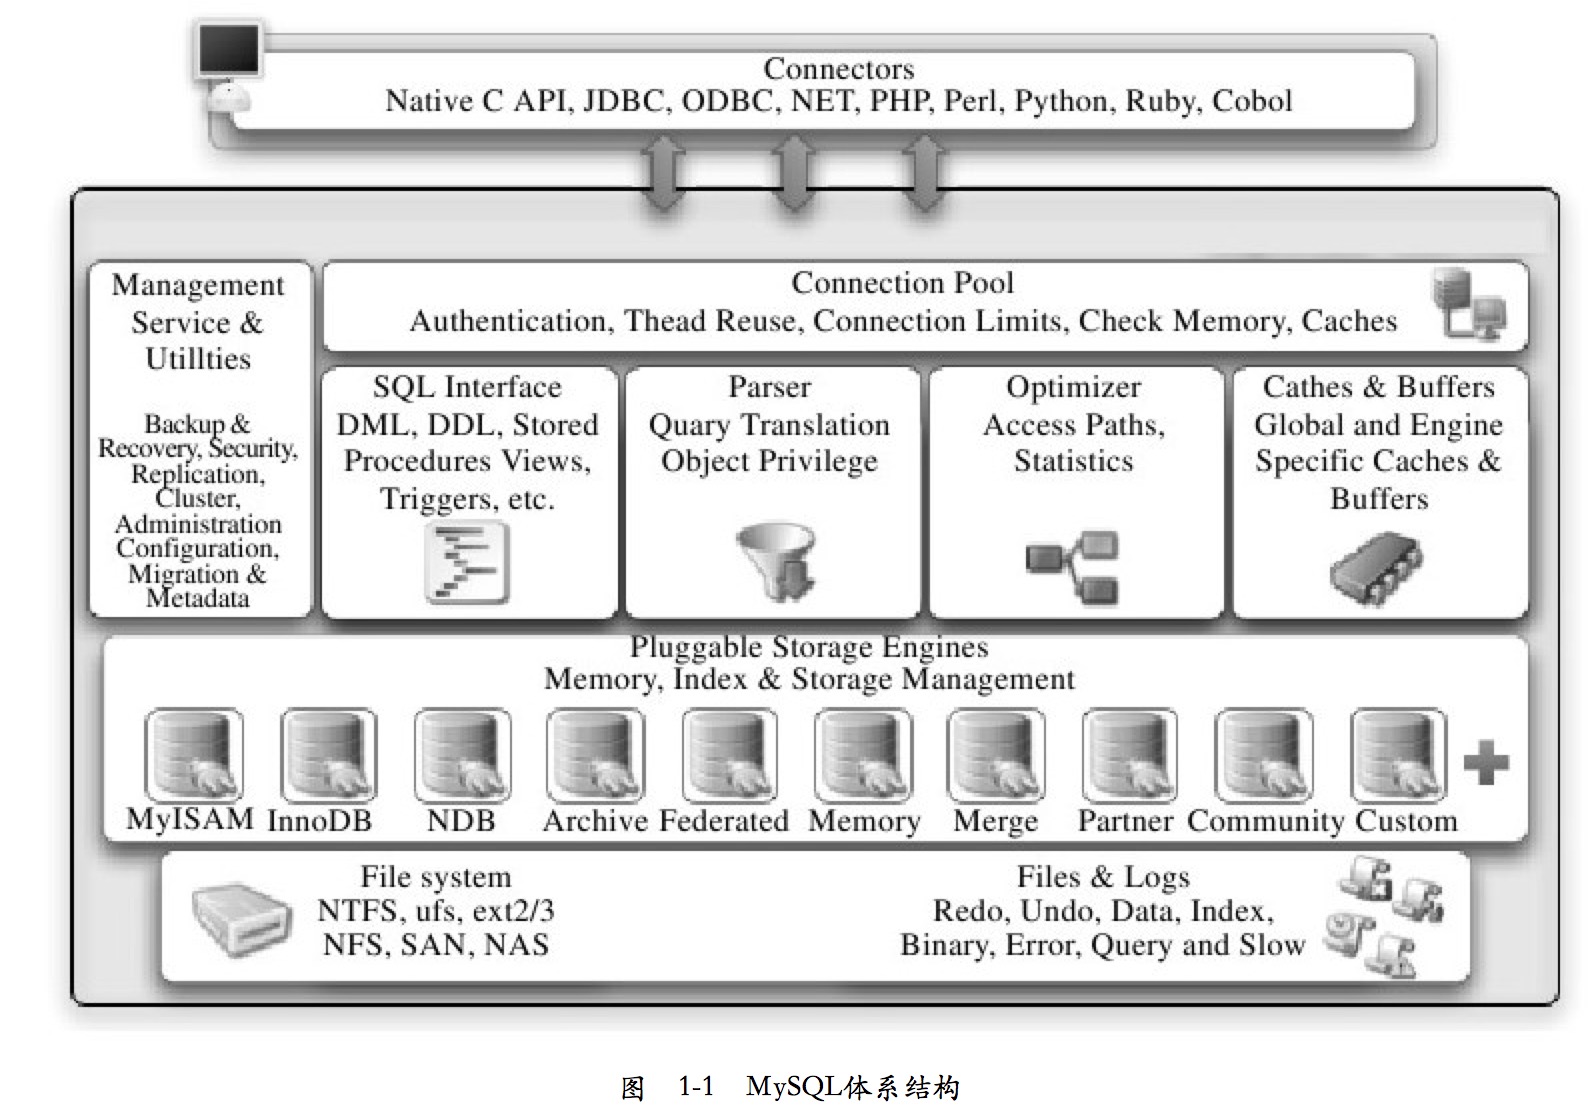 Connectors
Native C API, JDBC, ODBC, NET, PHP, Perl, Python, Ruby, Cobol
Management
Service &
Utillties
Backup &
Recovery, Security,
Replication,
Cluster,
Administration
Configuration,
Migration &
Metadata
Connection Pool
Authentication, Thead Reuse, Connection Limits, Check Memory, Caches
SQL Interface
DML, DDL, Stored
Procedures Views,
Triggers, etc.
Parser
Quary Translation
Object Privilege
Optimizer
Access Paths,
Statistics
Cathes & Buffers
Global and Engine
Specific Caches &
Buffers
Pluggable Storage Engines
Memory, Index & Storage Management
MyISAM InnoDB NDB Archive Federated Memory Merge Partner Community Custom
File system
NTFS, ufs, ext2/3
NFS, SAN, NAS
Files & Logs
Redo, Undo, Data, Index,
Binary, Error, Query and Slow
图 1-1 MySQL体系结构